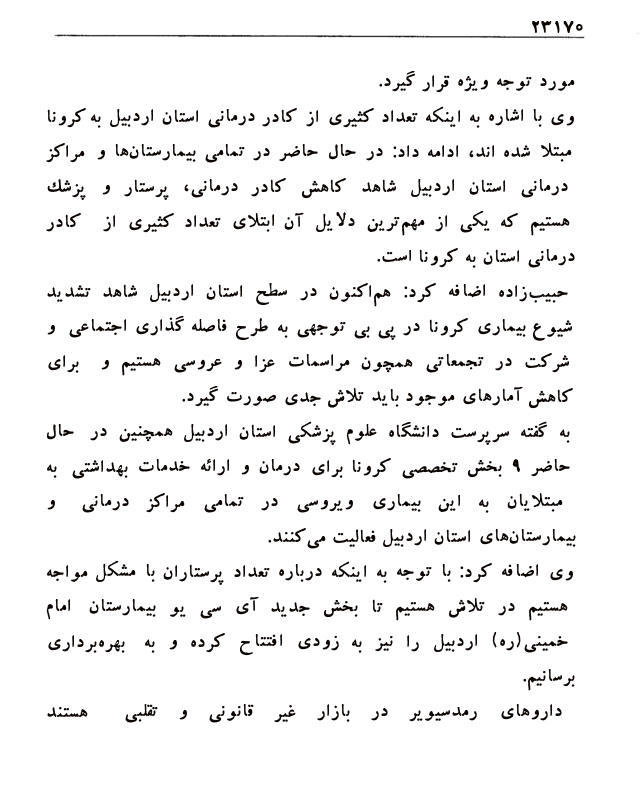 ۲۳۱۷۰
مورد توجه ویژه قرار گیرد.
وی با اشاره به اینکه تعداد کثیری از کادر درمانی استان اردبیل به کرونا
مبتلا شده اند، ادامه داد: در حال حاضر در تمامی بیمارستان‌ها و مراکز
درمانی استان اردبیل شاهد کاهش کادر درمانی، پرستار و پزشك
هستیم که یکی از مهم‌ترین دلایل آن ابتلای تعداد کثیری از کادر
درمانی استان به کرونا است.
حبیب‌زاده اضافه کرد: هم‌اکنون در سطح استان اردبیل شاهد تشدید
شیوع بیماری کرونا در پی بی توجهی به طرح فاصله گذاری اجتماعی و
شرکت در تجمعاتی همچون مراسمات عزا و عروسی هستیم و برای
کاهش آمارهای موجود باید تلاش جدی صورت گیرد.
به گفته سرپرست دانشگاه علوم پزشکی استان اردبیل همچنین در حال
حاضر ۹ بخش تخصصی کرونا برای درمان و ارائه خدمات بهداشتی به
مبتلایان به این بیماری ویروسی در تمامی مراکز درمانی و
بیمارستان‌های استان اردبیل فعالیت می‌کنند.
وی اضافه کرد: با توجه به اینکه درباره تعداد پرستاران با مشکل مواجه
هستیم در تلاش هستیم تا بخش جدید آی سی یو بیمارستان امام
خمینی(ره) اردبیل را نیز به زودی افتتاح کرده و به بهره‌برداری
برسانیم.
داروهای رمدسیویر در بازار غیر قانونی و تقلبی هستند